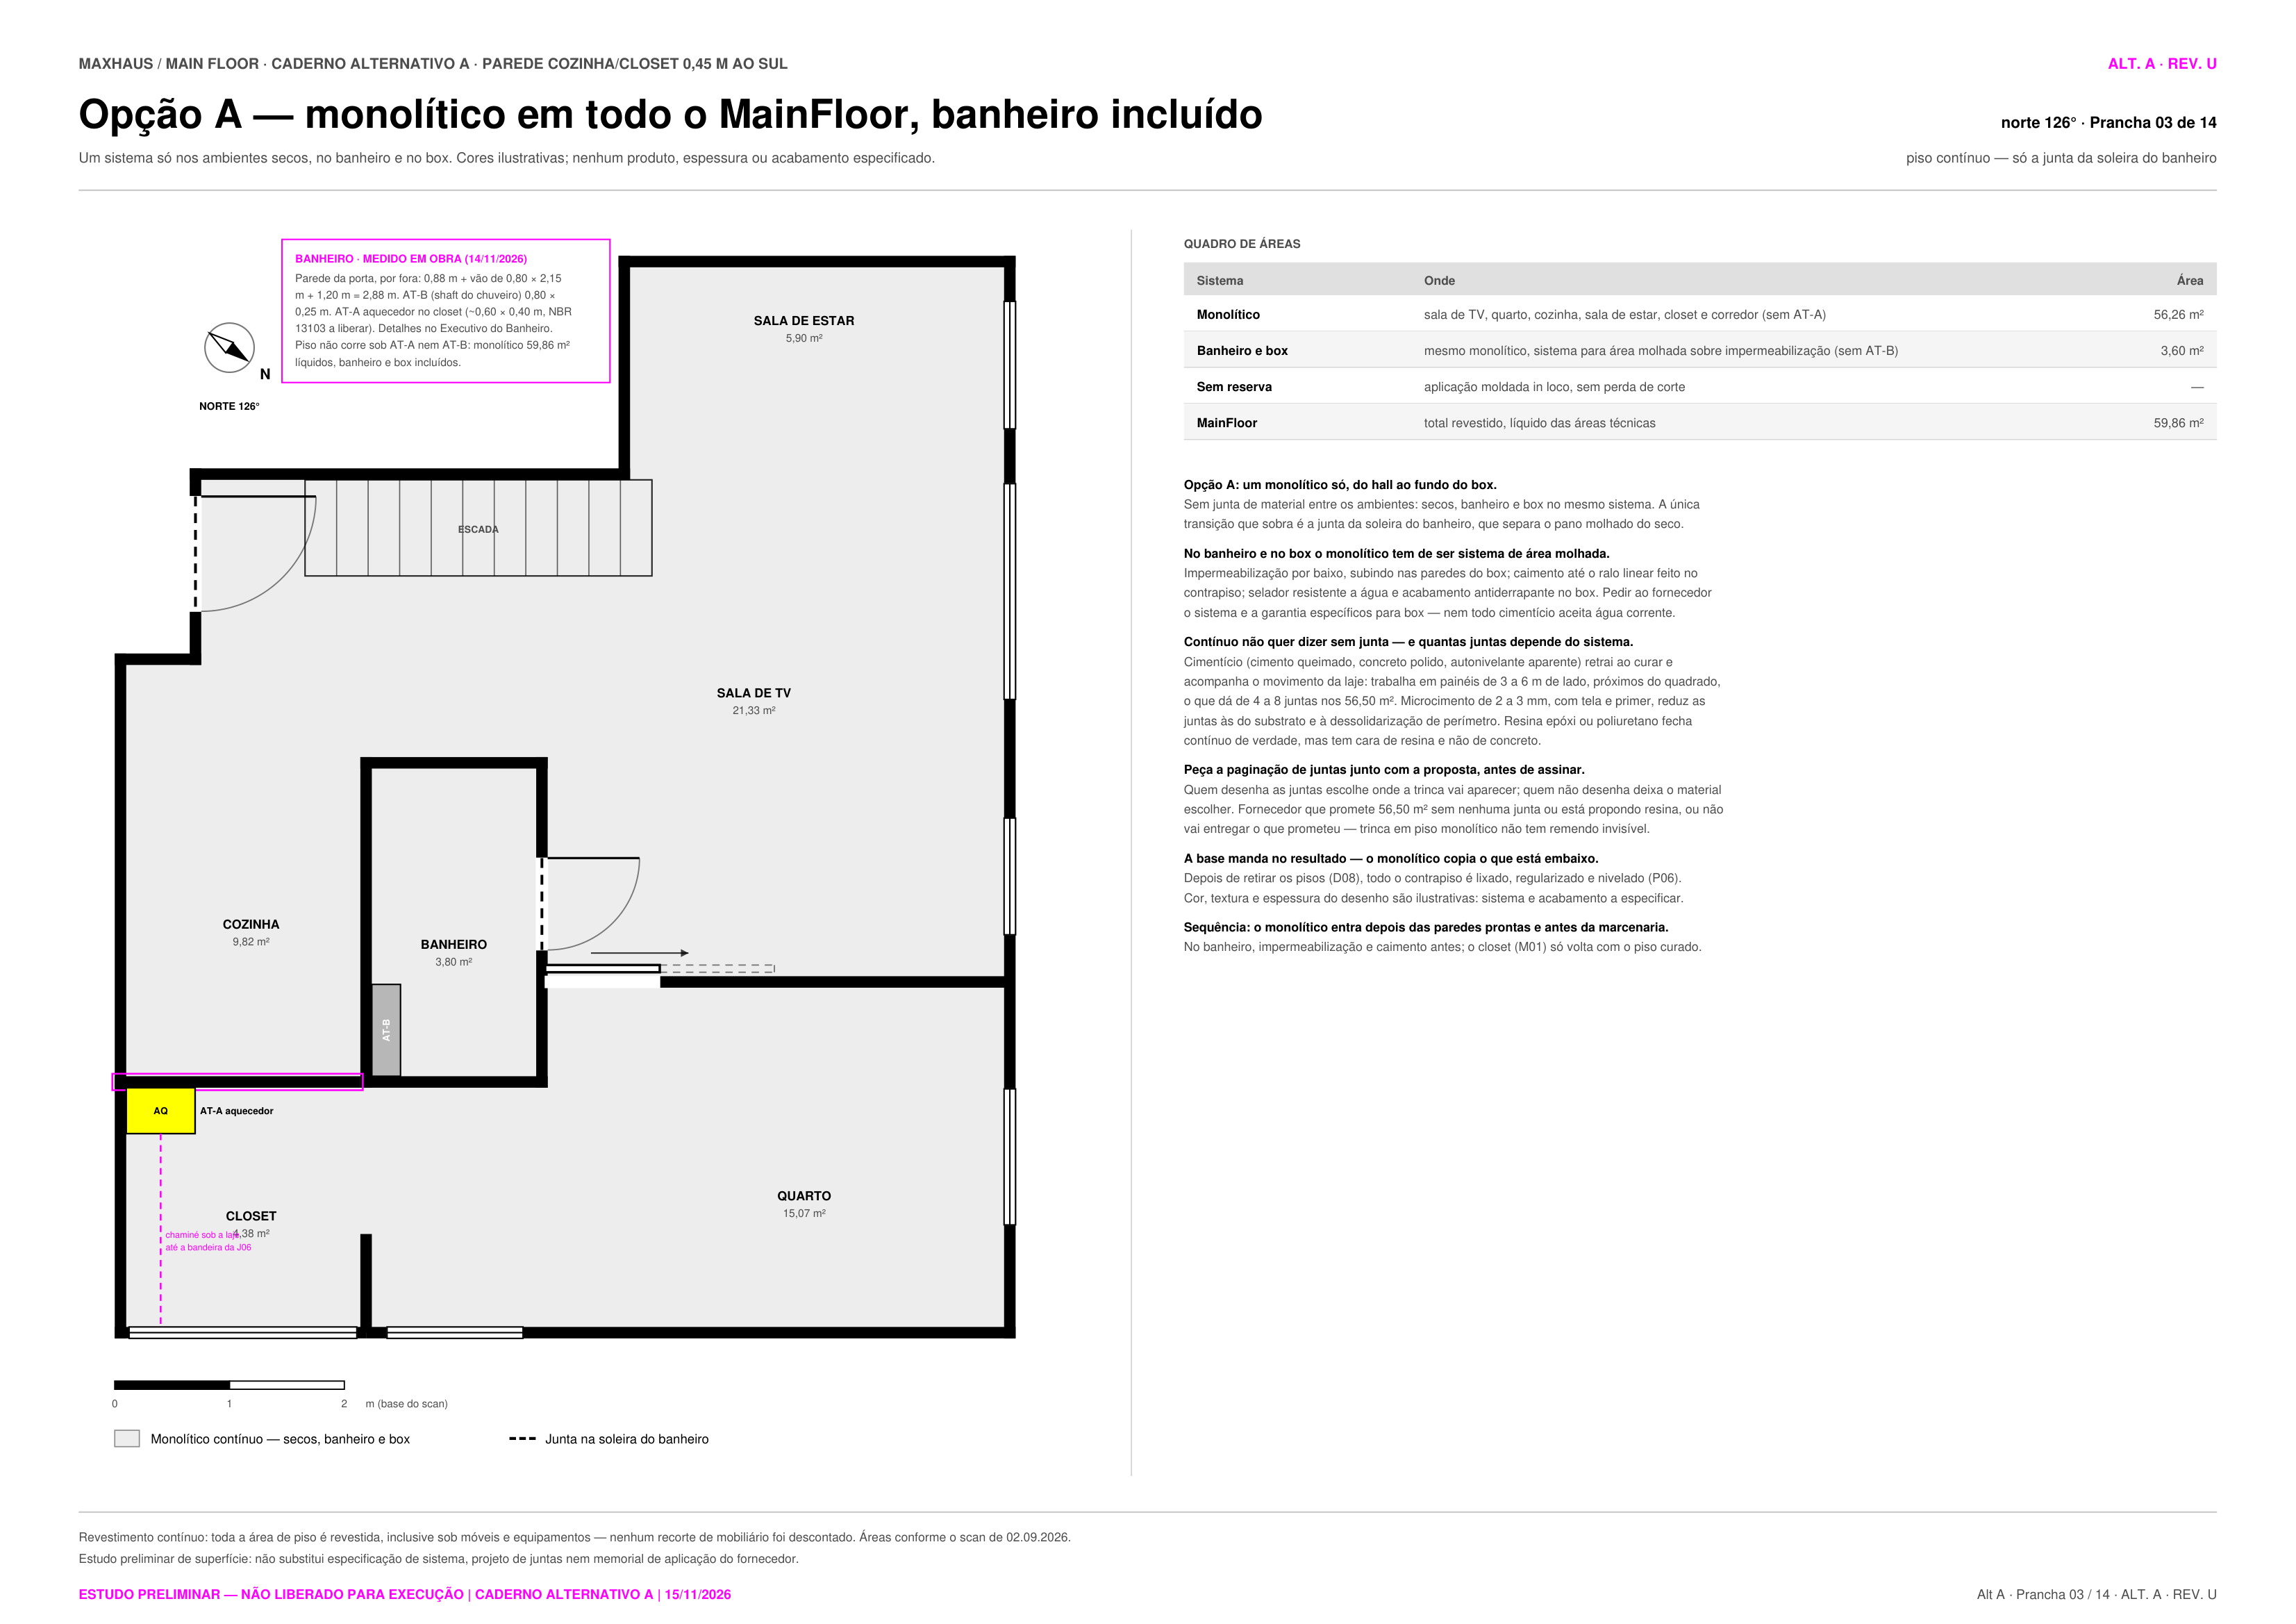 MAXHAUS / MAIN FLOOR · CADERNO ALTERNATIVO A · PAREDE COZINHA/CLOSET 0,45 M AO SUL
ALT. A · REV. U
Opção A — monolítico em todo o MainFloor, banheiro incluído
norte 126° · Prancha 03 de 14
Um sistema só nos ambientes secos, no banheiro e no box. Cores ilustrativas; nenhum produto, espessura ou acabamento especificado.
piso contínuo — só a junta da soleira do banheiro
BANHEIRO · MEDIDO EM OBRA (14/11/2026)
Parede da porta, por fora: 0,88 m + vão de 0,80 × 2,15
m + 1,20 m = 2,88 m. AT-B (shaft do chuveiro) 0,80 ×
0,25 m. AT-A aquecedor no closet (~0,60 × 0,40 m, NBR
13103 a liberar). Detalhes no Executivo do Banheiro.
Piso não corre sob AT-A nem AT-B: monolítico 59,86 m²
líquidos, banheiro e box incluídos.
N
NORTE 126°
SALA DE ESTAR
5,90 m²
ESCADA
SALA DE TV
21,33 m²
COZINHA
9,82 m²
BANHEIRO
3,80 m²
AT-B
AQ
AT-A aquecedor
QUARTO
15,07 m²
CLOSET
4,38 m²
chaminé sob a laje,
até a bandeira da J06
0 1 2 m (base do scan)
Monolítico contínuo — secos, banheiro e box
Junta na soleira do banheiro
QUADRO DE ÁREAS
Sistema Onde Área
Monolítico sala de TV, quarto, cozinha, sala de estar, closet e corredor (sem AT-A) 56,26 m²
Banheiro e box mesmo monolítico, sistema para área molhada sobre impermeabilização (sem AT-B) 3,60 m²
Sem reserva aplicação moldada in loco, sem perda de corte —
MainFloor total revestido, líquido das áreas técnicas 59,86 m²
Opção A: um monolítico só, do hall ao fundo do box.
Sem junta de material entre os ambientes: secos, banheiro e box no mesmo sistema. A única
transição que sobra é a junta da soleira do banheiro, que separa o pano molhado do seco.
No banheiro e no box o monolítico tem de ser sistema de área molhada.
Impermeabilização por baixo, subindo nas paredes do box; caimento até o ralo linear feito no
contrapiso; selador resistente a água e acabamento antiderrapante no box. Pedir ao fornecedor
o sistema e a garantia específicos para box — nem todo cimentício aceita água corrente.
Contínuo não quer dizer sem junta — e quantas juntas depende do sistema.
Cimentício (cimento queimado, concreto polido, autonivelante aparente) retrai ao curar e
acompanha o movimento da laje: trabalha em painéis de 3 a 6 m de lado, próximos do quadrado,
o que dá de 4 a 8 juntas nos 56,50 m². Microcimento de 2 a 3 mm, com tela e primer, reduz as
juntas às do substrato e à dessolidarização de perímetro. Resina epóxi ou poliuretano fecha
contínuo de verdade, mas tem cara de resina e não de concreto.
Peça a paginação de juntas junto com a proposta, antes de assinar.
Quem desenha as juntas escolhe onde a trinca vai aparecer; quem não desenha deixa o material
escolher. Fornecedor que promete 56,50 m² sem nenhuma junta ou está propondo resina, ou não
vai entregar o que prometeu — trinca em piso monolítico não tem remendo invisível.
A base manda no resultado — o monolítico copia o que está embaixo.
Depois de retirar os pisos (D08), todo o contrapiso é lixado, regularizado e nivelado (P06).
Cor, textura e espessura do desenho são ilustrativas: sistema e acabamento a especificar.
Sequência: o monolítico entra depois das paredes prontas e antes da marcenaria.
No banheiro, impermeabilização e caimento antes; o closet (M01) só volta com o piso curado.
Revestimento contínuo: toda a área de piso é revestida, inclusive sob móveis e equipamentos — nenhum recorte de mobiliário foi descontado. Áreas conforme o scan de 02.09.2026.
Estudo preliminar de superfície: não substitui especificação de sistema, projeto de juntas nem memorial de aplicação do fornecedor.
ESTUDO PRELIMINAR — NÃO LIBERADO PARA EXECUÇÃO | CADERNO ALTERNATIVO A | 15/11/2026
Alt A · Prancha 03 / 14 · ALT. A · REV. U